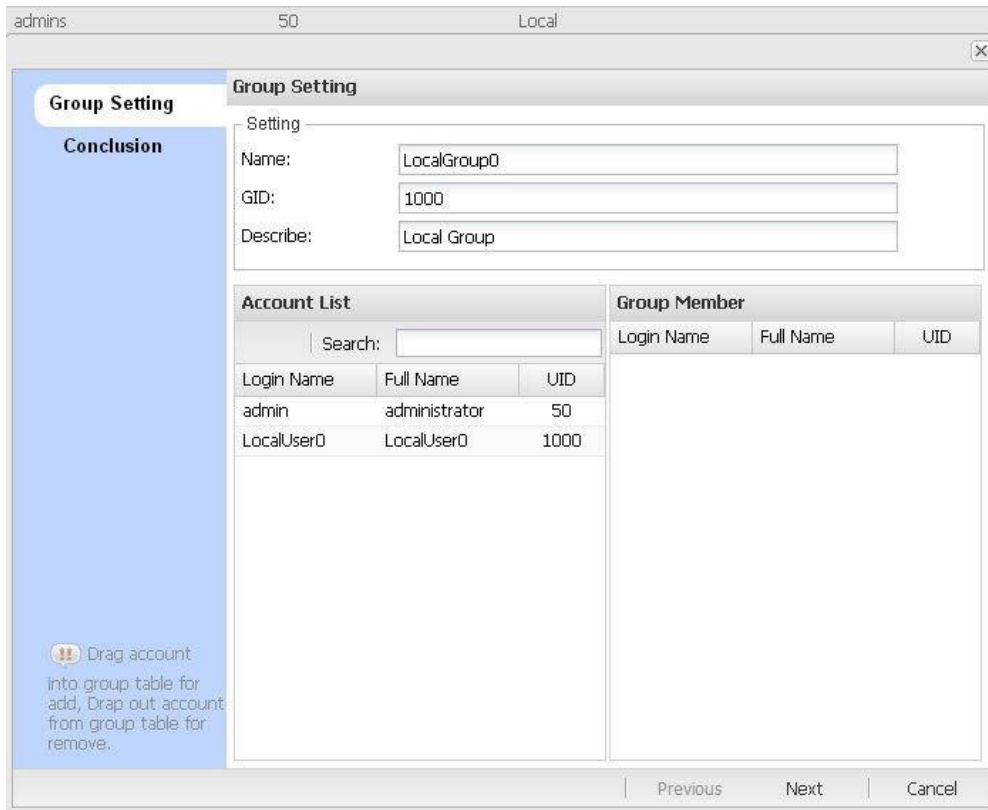 admins 50 Local
Group Setting
Conclusion
Group Setting
Setting
Name: LocalGroup0
GID: 1000
Describe: Local Group
Account List
Search:
Login Name Full Name UID
admin administrator 50
LocalUser0 LocalUser0 1000
Group Member
Login Name Full Name UID
!! Drag account
into group table for
add, Drap out account
from group table for
remove.
Previous Next Cancel